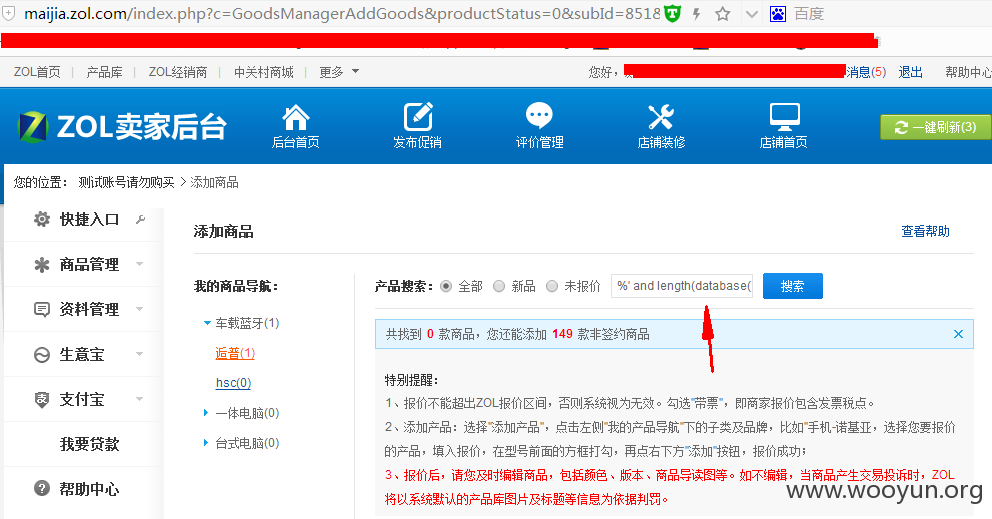 maijia.zol.com/index.php?c=GoodsManagerAddGoods&productStatus=0&subId=8518 百度
ZOL首页 | 产品库 | ZOL经销商 | 中关村商城 | 更多 您好， 消息(5) 退出 帮助中心
ZOL卖家后台 后台首页 发布促销 评价管理 店铺装修 店铺首页 一键刷新(3)
您的位置： 测试账号请勿购买 > 添加商品
快捷入口
商品管理
资料管理
生意宝
支付宝
我要贷款
帮助中心
添加商品 查看帮助
我的商品导航：
车载蓝牙(1)
逅普(1)
hsc(0)
一体电脑(0)
台式电脑(0)
产品搜索： 全部 新品 未报价 %' and length(database( 搜索
共找到 0 款商品，您还能添加 149 款非签约商品
特别提醒：
1、报价不能超出ZOL报价区间，否则系统视为无效。勾选"带票"，即商家报价包含发票税点。
2、添加产品：选择"添加产品"，点击左侧"我的产品导航"下的子类及品牌，比如"手机-诺基亚，选择您要报价
的产品，填入报价，在型号前面的方框打勾，再点右下方"添加"按钮，报价成功；
3、报价后，请您及时编辑商品，包括颜色、版本、商品导读图等。如不编辑，当商品产生交易投诉时，ZOL
将以系统默认的产品库图片及标题等信息为依据判罚。
www.wooyun.org